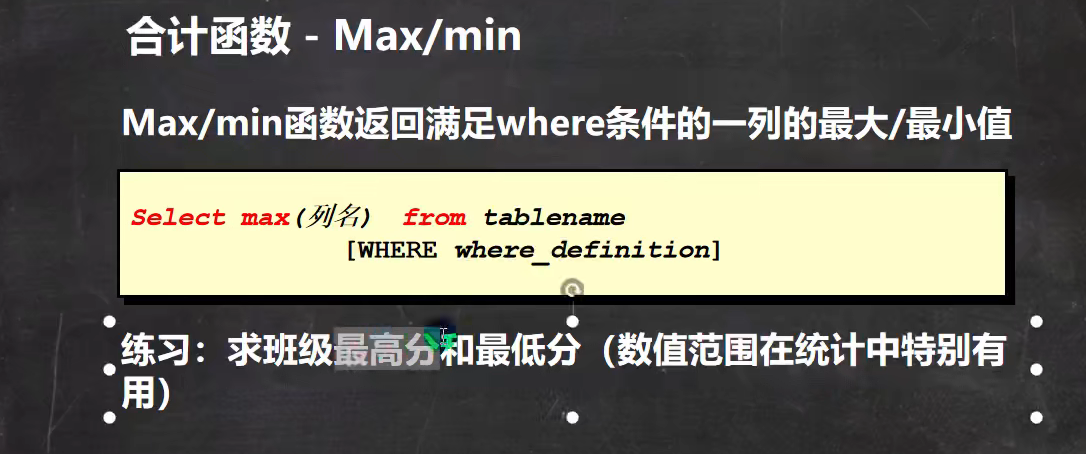 合计函数 - Max/min
Max/min函数返回满足where条件的一列的最大/最小值
Select max(列名) from tablename
[WHERE where_definition]
练习：求班级最高分和最低分（数值范围在统计中特别有
用）